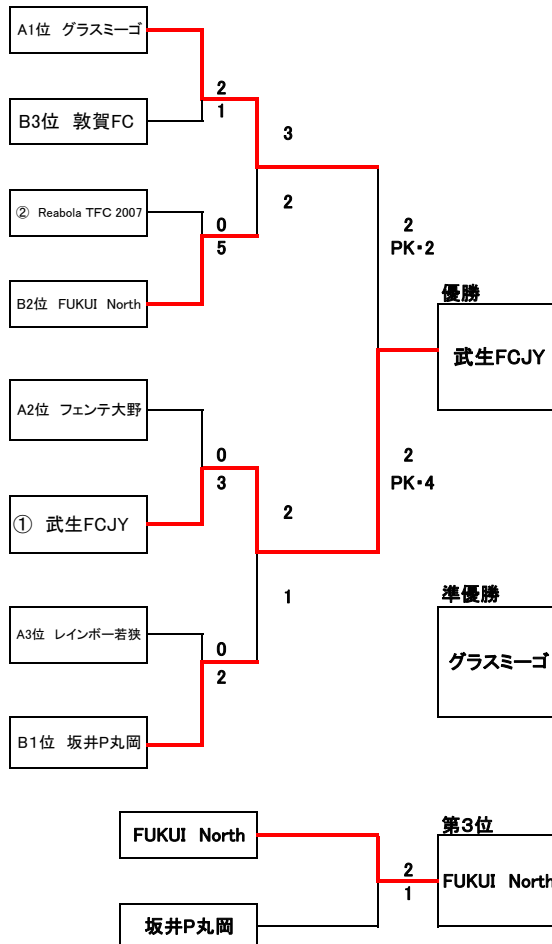 A1位 グラスミーゴ
2
1
B3位 敦賀FC
3
② Reabola TFC 2007
2
0
5
2
PK・2
B2位 FUKUI North
優勝
武生FCJY
A2位 フェンテ大野
0
3
2
PK・4
2
① 武生FCJY
1
準優勝
グラスミーゴ
A3位 レインボー若狭
0
2
B1位 坂井P丸岡
第3位
FUKUI North
2
1
FUKUI North
坂井P丸岡